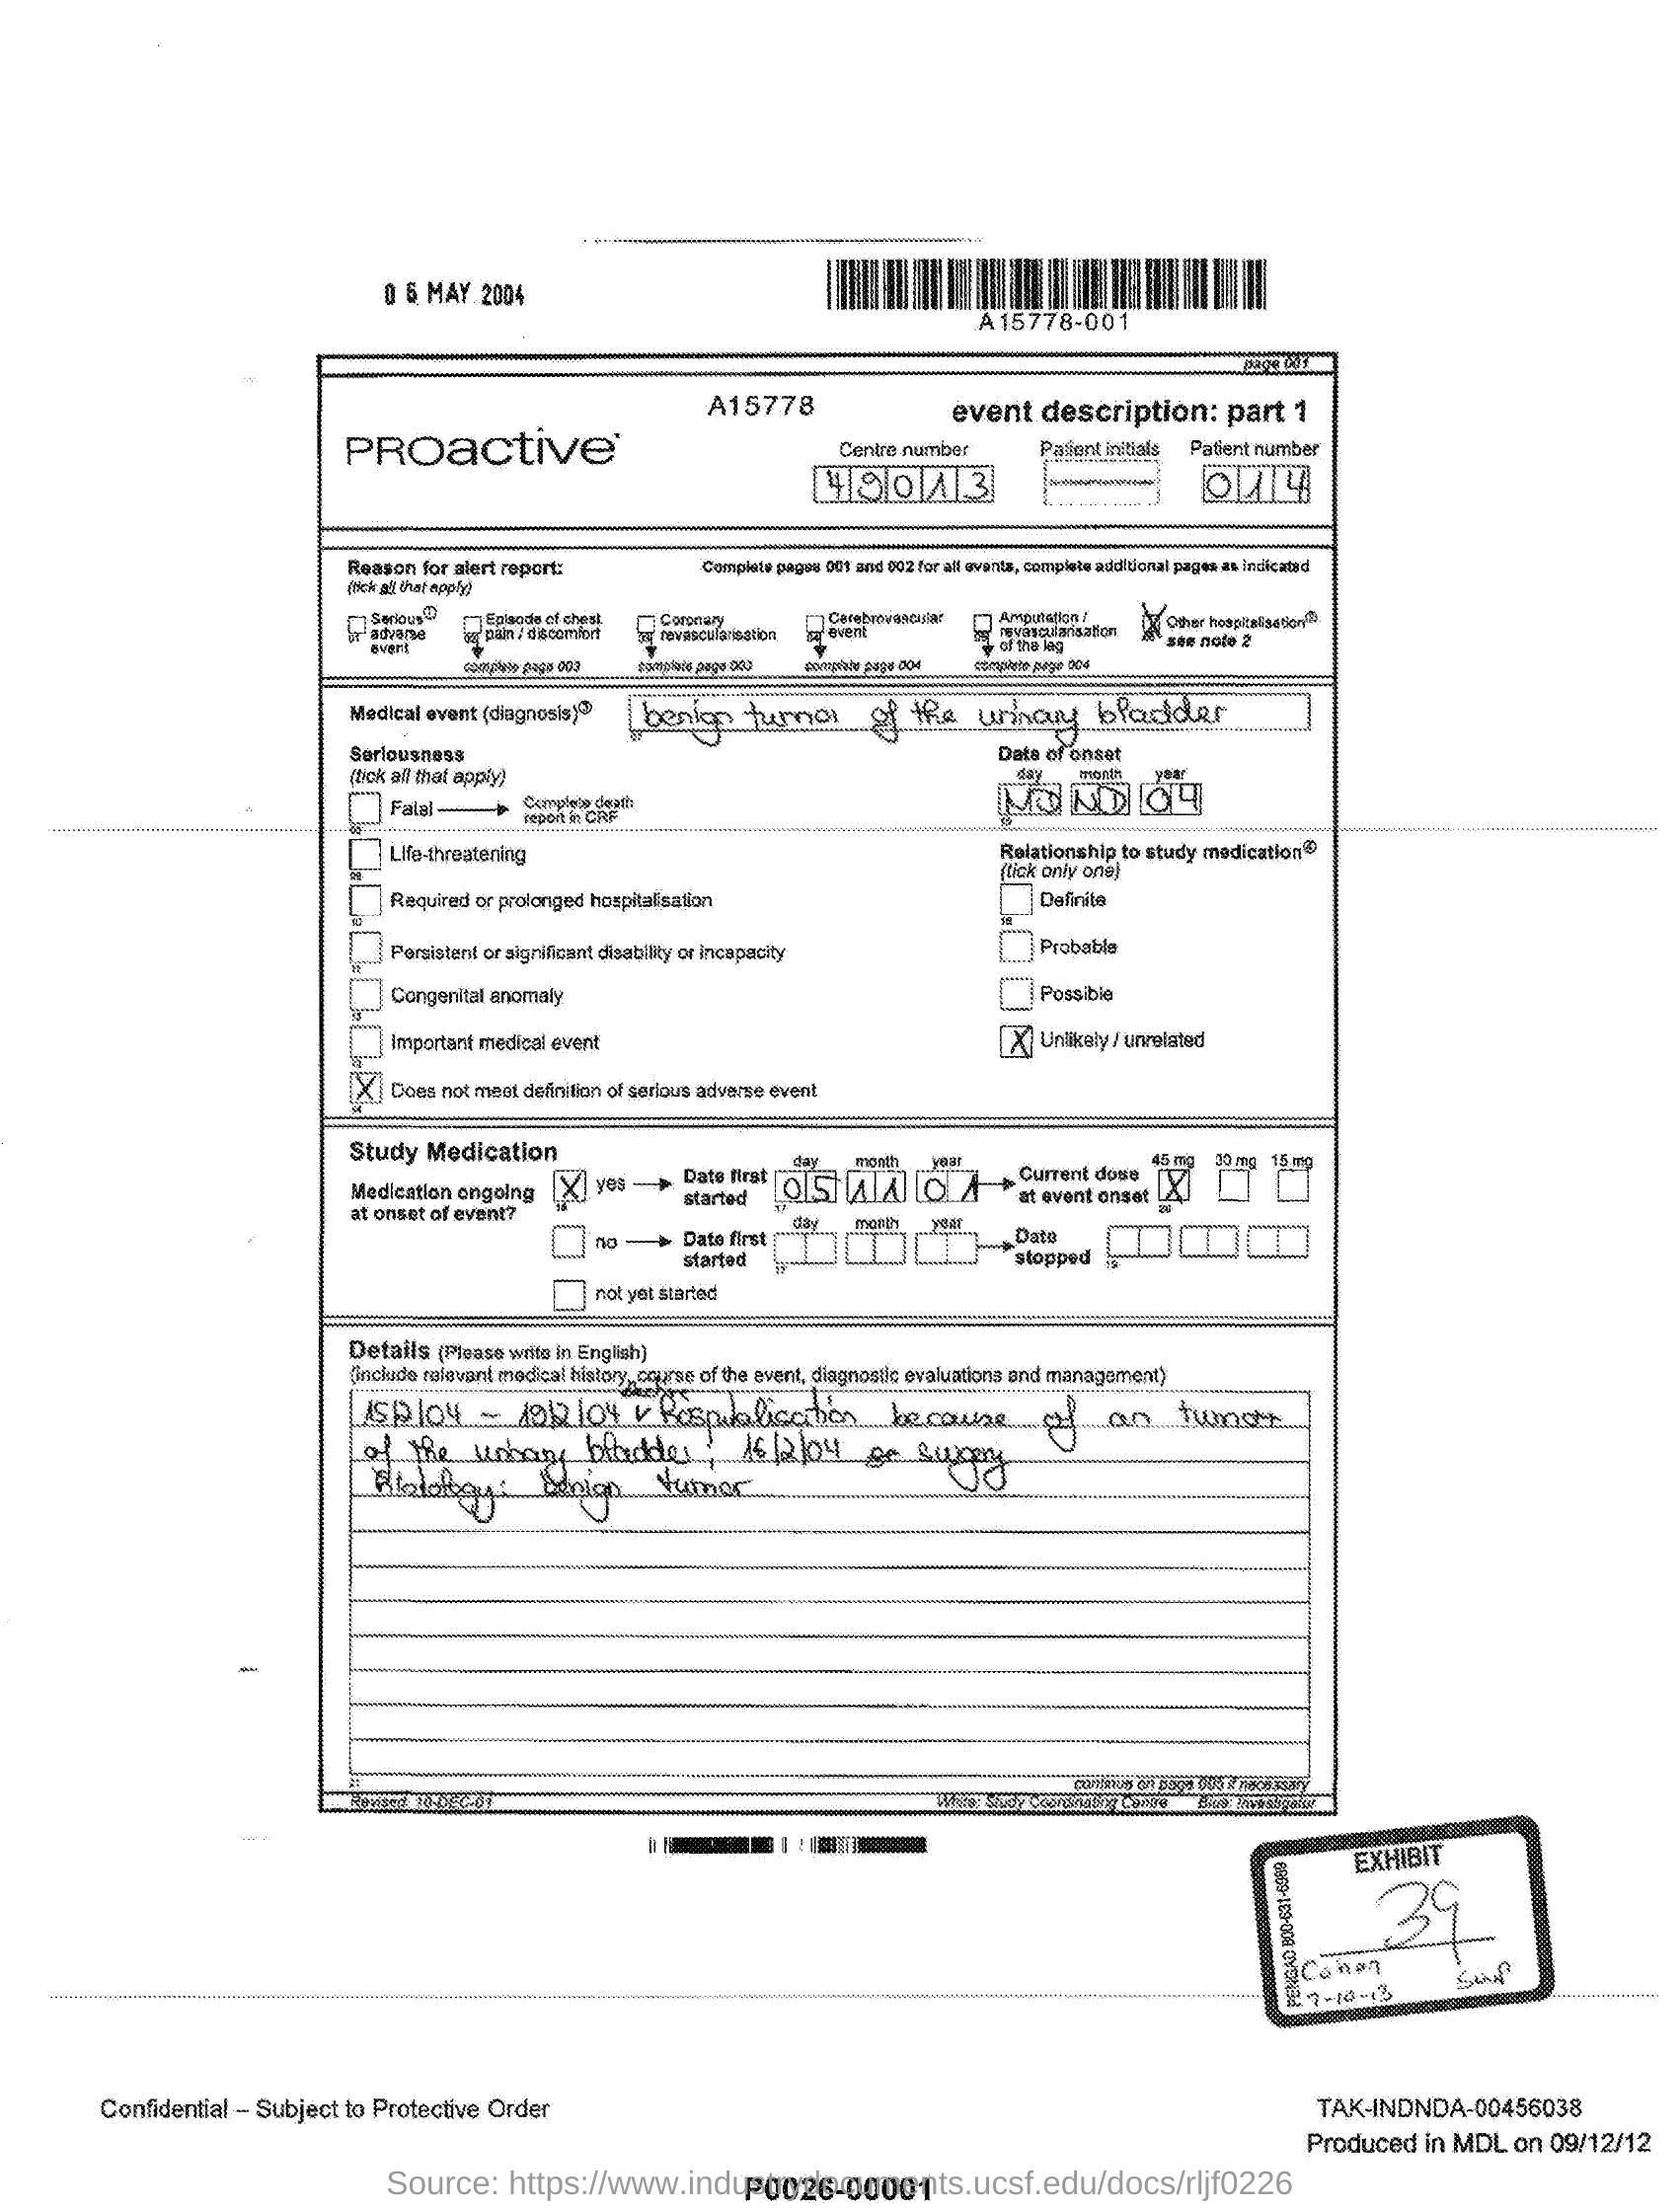 0 6 MAY 2004
A15778-001
page 001
A15778
event description: part 1
PROactive
Centre number Patient initials Patient number
49013 014
Reason for alert report: Complete pages 001 and 002 for all events, complete additional pages as indicated
(tick all that apply)
Serious① adverse event
Episode of chest pain / discomfort
complete page 003
Coronary revascularisation
complete page 003
Cerebrovascular event
complete page 004
Amputation / revascularisation of the leg
complete page 004
X Other hospitalisation② see note 2
Medical event (diagnosis)③ benign tumor of the urinary bladder
Seriousness
(tick all that apply)
Date of onset
day month year
ND ND 04
Fatal Complete death report in CRF
Life-threatening
Relationship to study medication④
(tick only one)
Required or prolonged hospitalisation
Definite
Persistent or significant disability or incapacity
Probable
Congenital anomaly
Possible
Important medical event
X Unlikely / unrelated
X Does not meet definition of serious adverse event
Study Medication
Medication ongoing at onset of event?
X yes Date first started day month year 05 11 01 Current dose at event onset 45 mg X 30 mg 15 mg
no Date first started day month year Date stopped
not yet started
Details (Please write in English)
(include relevant medical history, course of the event, diagnostic evaluations and management)
15/2/04 – 19/2/04 Hospitalisation because of an tumor
of the urinary bladder; 16/2/04 surgery
Histology: benign tumor
continue on page 005 if necessary
Revised: 10-DEC-01 White: Study Coordinating Centre Blue: Investigator
EXHIBIT
39
PENGAD 800-631-6989
Cohen
7-10-13
Confidential – Subject to Protective Order
TAK-INDNDA-00456038
Produced in MDL on 09/12/12
P0026-00001
Source: https://www.industrydocuments.ucsf.edu/docs/rljf0226